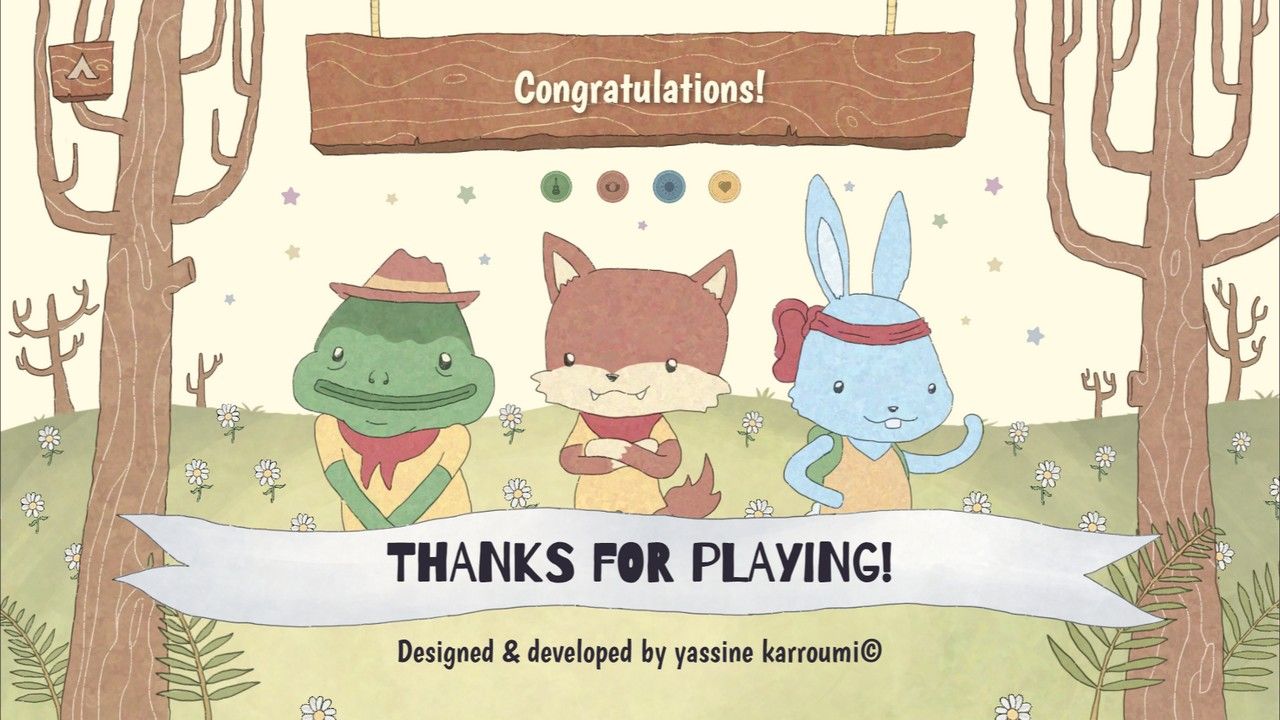 Congratulations!
THANKS FOR PLAYING!
Designed & developed by yassine karroumi©